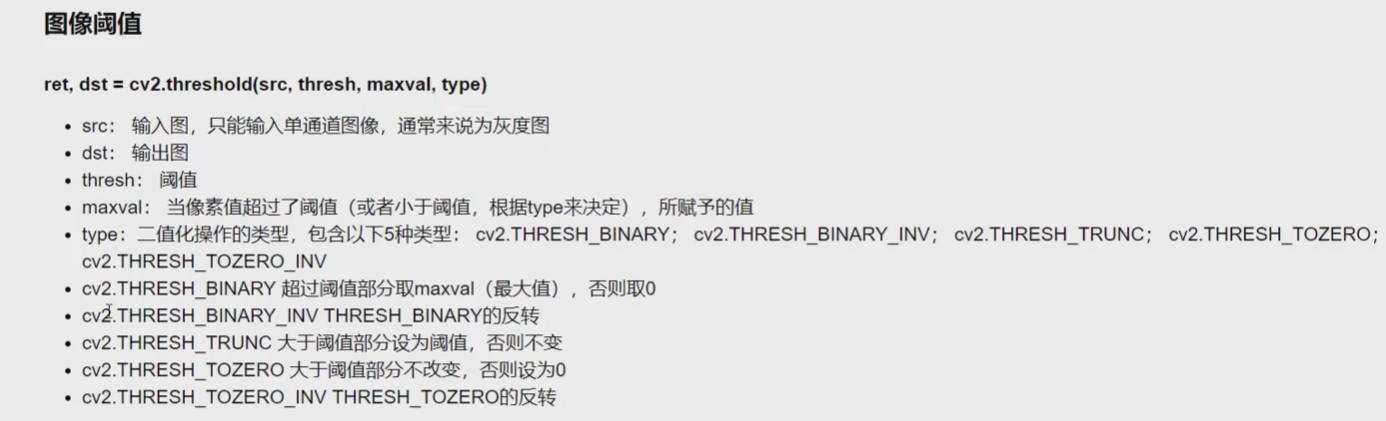 图像阈值
ret, dst = cv2.threshold(src, thresh, maxval, type)
• src： 输入图，只能输入单通道图像，通常来说为灰度图
• dst： 输出图
• thresh： 阈值
• maxval： 当像素值超过了阈值（或者小于阈值，根据type来决定），所赋予的值
• type：二值化操作的类型，包含以下5种类型： cv2.THRESH_BINARY； cv2.THRESH_BINARY_INV； cv2.THRESH_TRUNC； cv2.THRESH_TOZERO；
cv2.THRESH_TOZERO_INV
• cv2.THRESH_BINARY 超过阈值部分取maxval（最大值），否则取0
• cv2.THRESH_BINARY_INV THRESH_BINARY的反转
• cv2.THRESH_TRUNC 大于阈值部分设为阈值，否则不变
• cv2.THRESH_TOZERO 大于阈值部分不改变，否则设为0
• cv2.THRESH_TOZERO_INV THRESH_TOZERO的反转